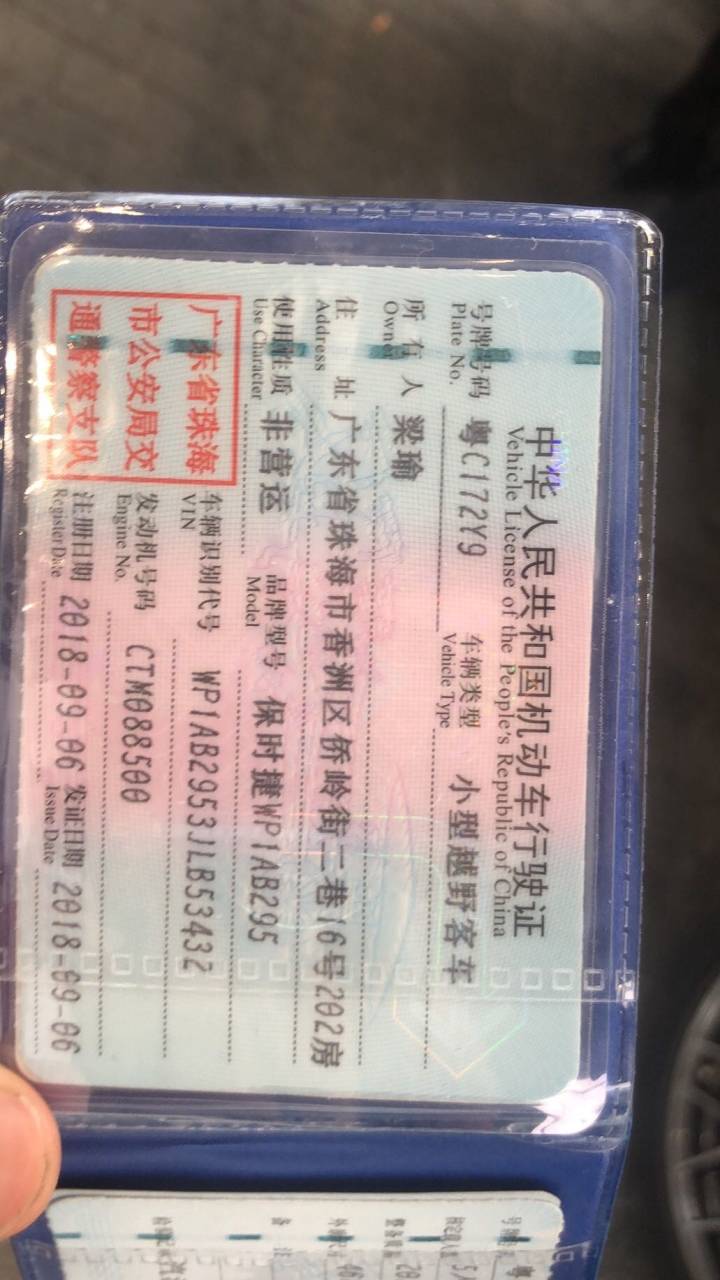 中华人民共和国机动车行驶证
Vehicle License of the People's Republic of China
号牌号码 粤C172Y9 车辆类型 小型越野客车
Plate No. Vehicle Type
所有人 梁瑜
Owner
住址 广东省珠海市香洲区侨岭街二巷16号202房
Address
使用性质 非营运 品牌型号 保时捷WP1AB295
Use Character Model
广东省珠海
市公安局交
通警察支队
车辆识别代号 WP1AB2953JLB53432
VIN
发动机号码 CTM088500
Engine No.
注册日期 2018-09-06 发证日期 2018-09-06
Register Date Issue Date
号牌号码 粤